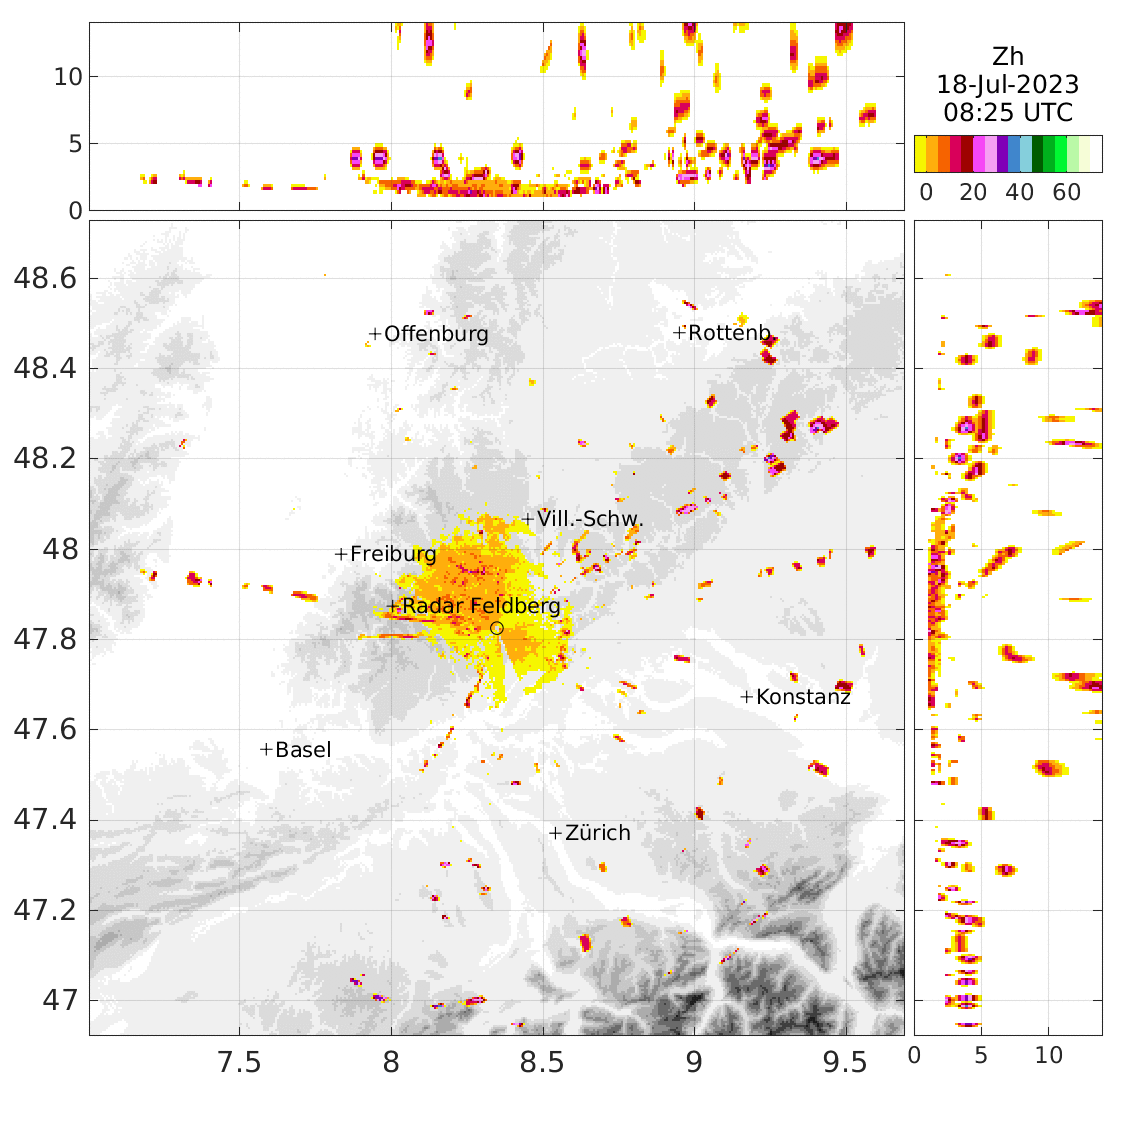 Zh
18-Jul-2023
08:25 UTC
10
5
0
0 20 40 60
48.6
48.4
48.2
48
47.8
47.6
47.4
47.2
47
+Offenburg
+Rottenb.
+Vill.-Schw.
+Freiburg
+Radar Feldberg
+Konstanz
+Basel
+Zürich
7.5 8 8.5 9 9.5
0 5 10